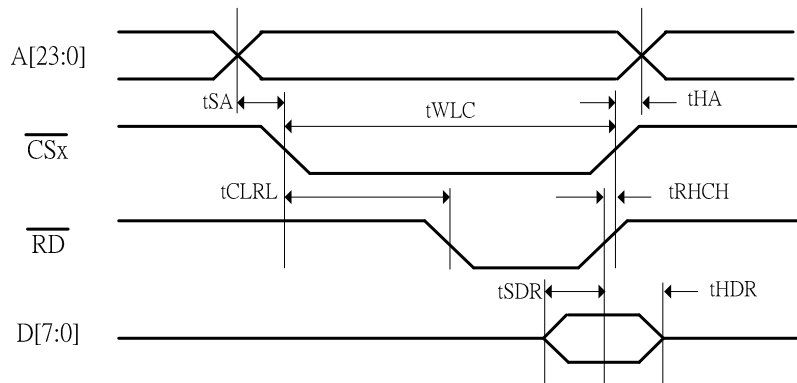 A[23:0]
tSA
tWLC
tHA
CSx
tCLRL
tRHCH
RD
tSDR
tHDR
D[7:0]